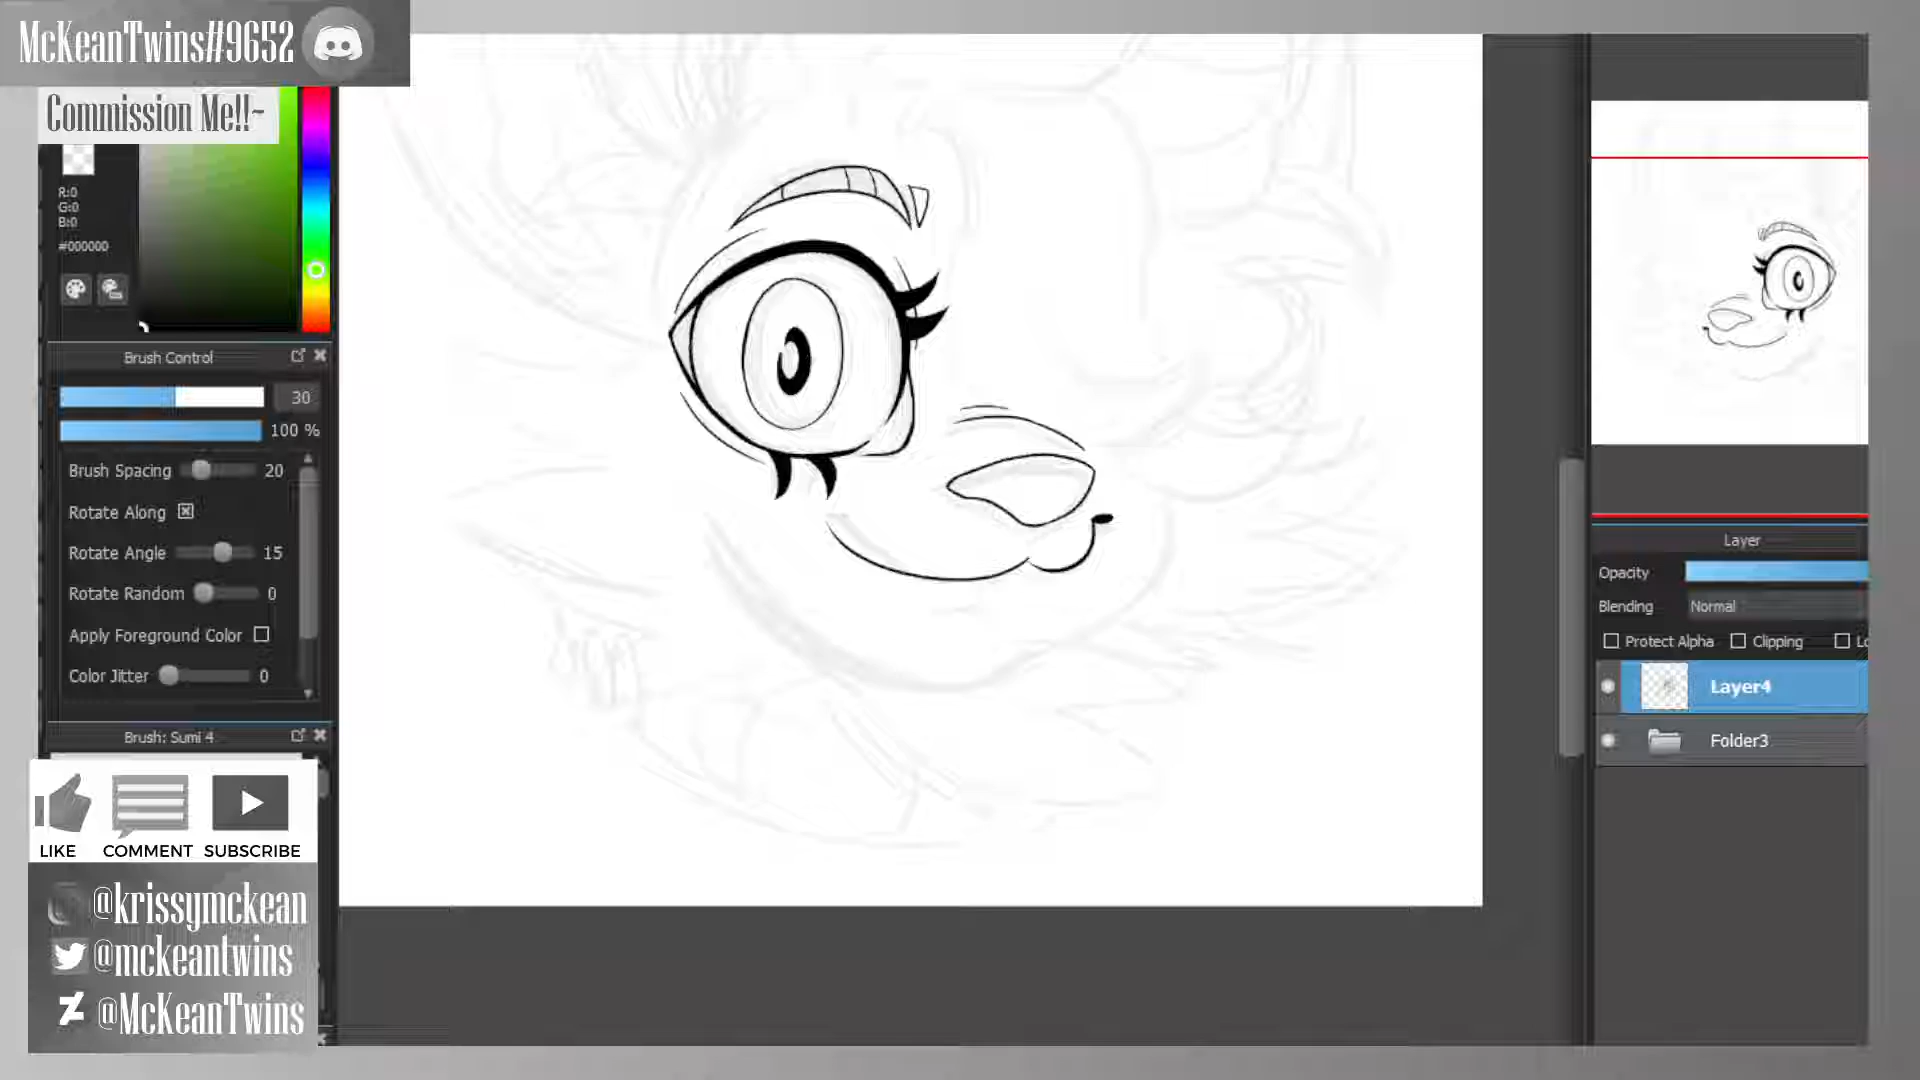 McKeanTwins#9652
Commission Me!!~
R:0
G:0
B:0
#000000
Brush Control
30
100 %
Brush Spacing 20
Rotate Along
Rotate Angle 15
Rotate Random 0
Apply Foreground Color
Color Jitter 0
Brush: Sumi 4
LIKE COMMENT SUBSCRIBE
@krissymckean
@mckeantwins
@McKeanTwins
Layer
Opacity
Blending Normal
Protect Alpha Clipping Lo
Layer4
Folder3